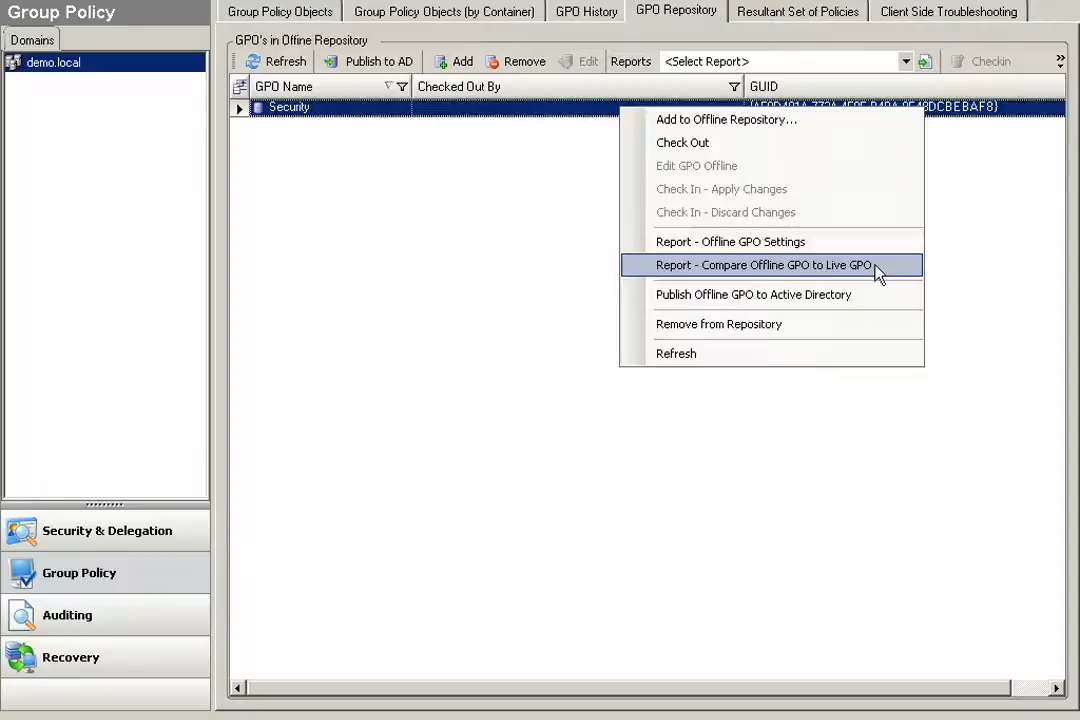 Group Policy
Group Policy Objects
Group Policy Objects (by Container)
GPO History
GPO Repository
Resultant Set of Policies
Client Side Troubleshooting
Domains
demo.local
GPO's in Offline Repository
Refresh
Publish to AD
Add
Remove
Edit
Reports
<Select Report>
Checkin
GPO Name
Checked Out By
GUID
Security
Add to Offline Repository...
Check Out
Edit GPO Offline
Check In - Apply Changes
Check In - Discard Changes
Report - Offline GPO Settings
Report - Compare Offline GPO to Live GPO
Publish Offline GPO to Active Directory
Remove from Repository
Refresh
Security & Delegation
Group Policy
Auditing
Recovery